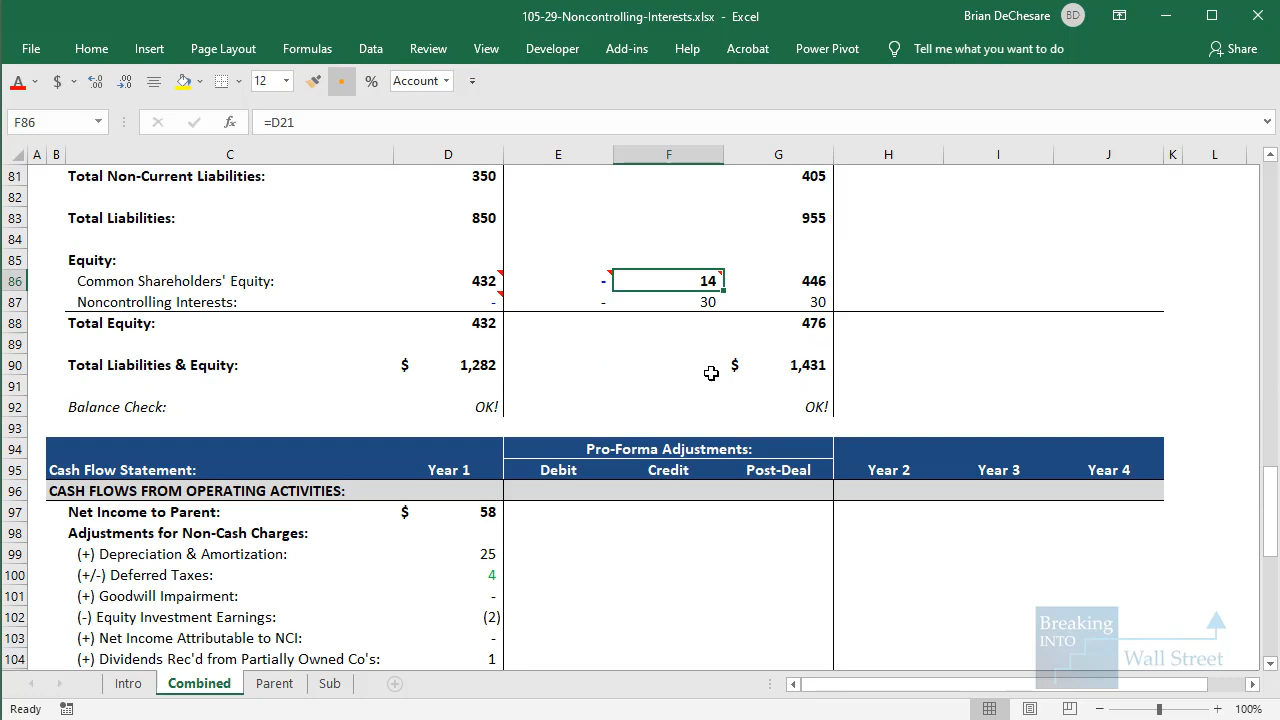 105-29-Noncontrolling-Interests.xlsx - Excel
Brian DeChesare BD
File Home Insert Page Layout Formulas Data Review View Developer Add-ins Help Acrobat Power Pivot Tell me what you want to do Share
A $ 12 % Account
F86 fx =D21
A B C D E F G H I J K L
81 Total Non-Current Liabilities: 350 405
82
83 Total Liabilities: 850 955
84
85 Equity:
86 Common Shareholders' Equity: 432 - 14 446
87 Noncontrolling Interests: - - 30 30
88 Total Equity: 432 476
89
90 Total Liabilities & Equity: $ 1,282 $ 1,431
91
92 Balance Check: OK! OK!
93
94 Pro-Forma Adjustments:
95 Cash Flow Statement: Year 1 Debit Credit Post-Deal Year 2 Year 3 Year 4
96 CASH FLOWS FROM OPERATING ACTIVITIES:
97 Net Income to Parent: $ 58
98 Adjustments for Non-Cash Charges:
99 (+) Depreciation & Amortization: 25
100 (+/-) Deferred Taxes: 4
101 (+) Goodwill Impairment: -
102 (-) Equity Investment Earnings: (2)
103 (+) Net Income Attributable to NCI: -
104 (+) Dividends Rec'd from Partially Owned Co's: 1
Breaking
INTO
Wall Street
Intro Combined Parent Sub
Ready 100%